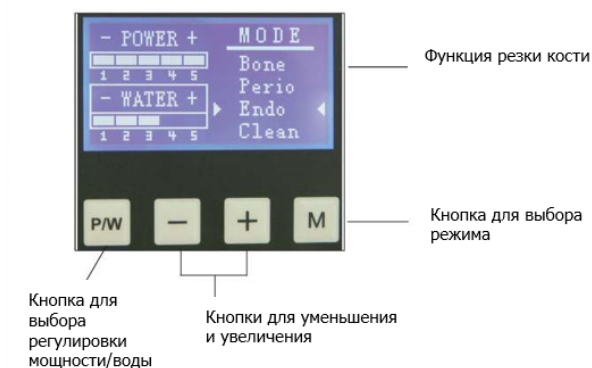 - POWER +
1 2 3 4 5
- WATER +
1 2 3 4 5
MODE
Bone
Perio
Endo
Clean
Функция резки кости
P/W
−
+
M
Кнопка для выбора
режима
Кнопка для
выбора
регулировки
мощности/воды
Кнопки для уменьшения
и увеличения